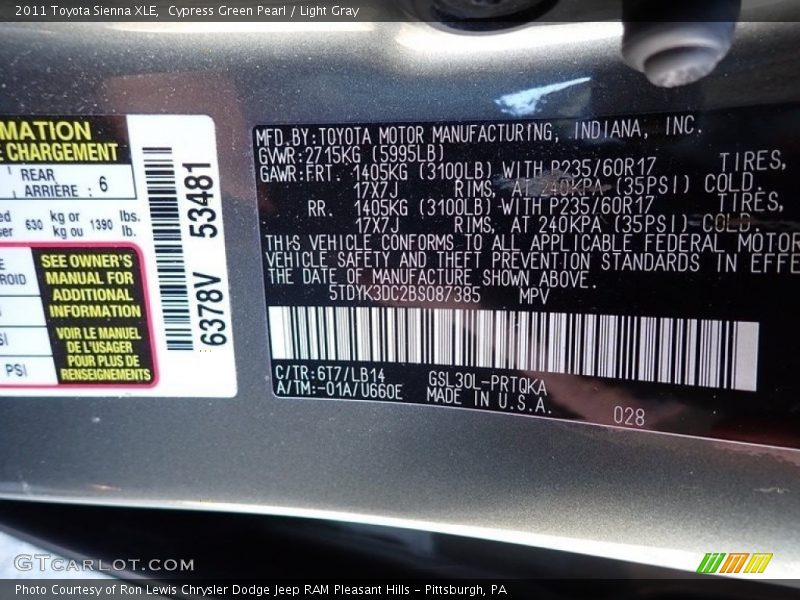 2011 Toyota Sienna XLE, Cypress Green Pearl / Light Gray
MATION
E CHARGEMENT
REAR
ARRIÈRE : 6
630 kg or 1390 lbs.
kg ou lb.
PSI
SEE OWNER'S
MANUAL FOR
ADDITIONAL
INFORMATION
VOIR LE MANUEL
DE L'USAGER
POUR PLUS DE
RENSEIGNEMENTS
6378V 53481
MFD.BY:TOYOTA MOTOR MANUFACTURING, INDIANA, INC.
GVWR:2715KG (5995LB)
GAWR:FRT. 1405KG (3100LB) WITH P235/60R17 TIRES,
17X7J RIMS, AT 240KPA (35PSI) COLD.
RR. 1405KG (3100LB) WITH P235/60R17 TIRES,
17X7J RIMS, AT 240KPA (35PSI) COLD.
THIS VEHICLE CONFORMS TO ALL APPLICABLE FEDERAL MOTOR
VEHICLE SAFETY AND THEFT PREVENTION STANDARDS IN EFFE
THE DATE OF MANUFACTURE SHOWN ABOVE.
5TDYK3DC2BS087385 MPV
C/TR:6T7/LB14
A/TM:-01A/U660E
GSL30L-PRTQKA
MADE IN U.S.A.
028
GTCARLOT.COM
Photo Courtesy of Ron Lewis Chrysler Dodge Jeep RAM Pleasant Hills - Pittsburgh, PA